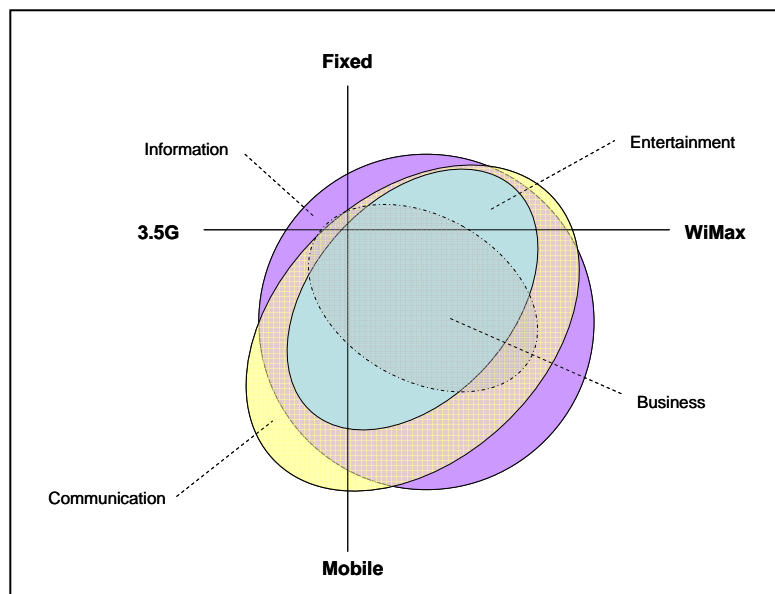 Fixed
Information
Entertainment
3.5G
WiMax
Business
Communication
Mobile